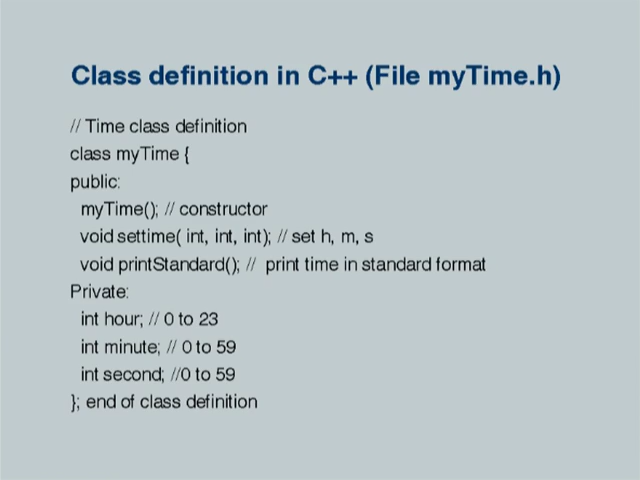 Class definition in C++ (File myTime.h)
// Time class definition
class myTime {
public:
myTime(); // constructor
void settime( int, int, int); // set h, m, s
void printStandard(); // print time in standard format
Private:
int hour; // 0 to 23
int minute; // 0 to 59
int second; //0 to 59
}; end of class definition